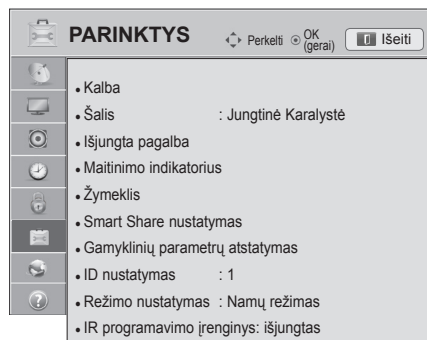 PARINKTYS
Perkelti
OK
(gerai)
Išeiti
• Kalba
• Šalis : Jungtinė Karalystė
• Išjungta pagalba
• Maitinimo indikatorius
• Žymeklis
• Smart Share nustatymas
• Gamyklinių parametrų atstatymas
• ID nustatymas : 1
• Režimo nustatymas : Namų režimas
• IR programavimo įrenginys: išjungtas